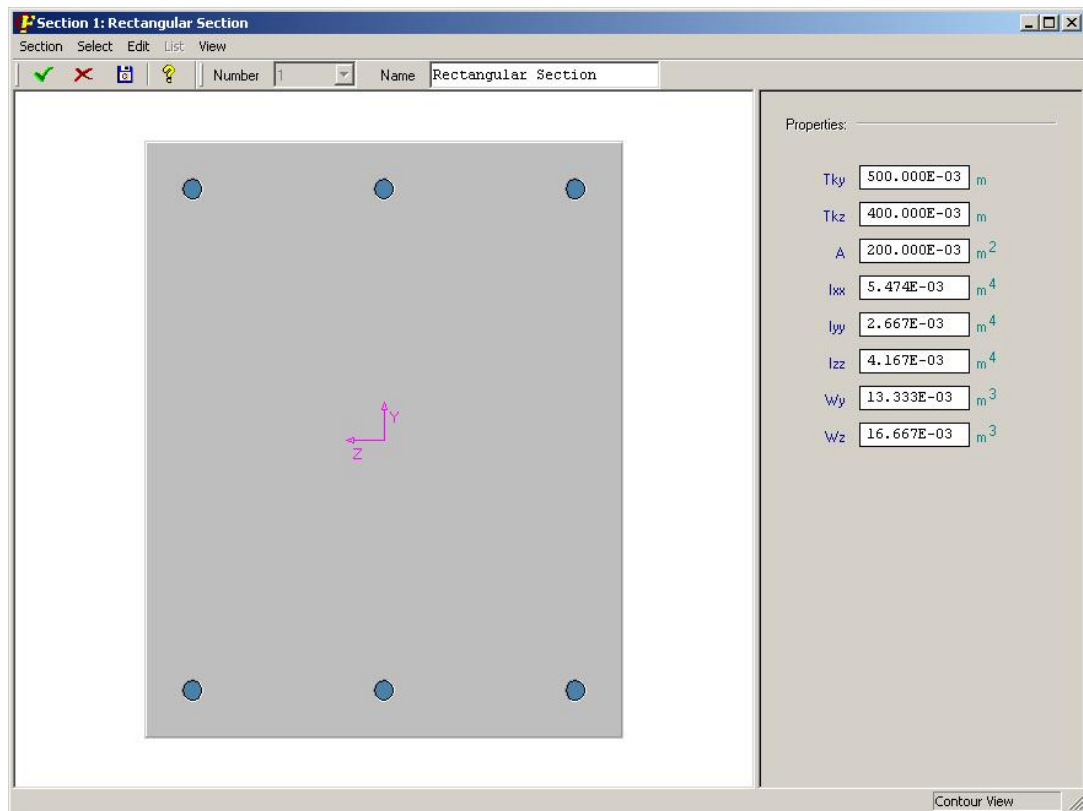 Section 1: Rectangular Section
Section Select Edit List View
Number 1 Name Rectangular Section
Properties:
Tky 500.000E-03 m
Tkz 400.000E-03 m
A 200.000E-03 m2
Ixx 5.474E-03 m4
Iyy 2.667E-03 m4
Izz 4.167E-03 m4
Wy 13.333E-03 m3
Wz 16.667E-03 m3
Y
Z
Contour View